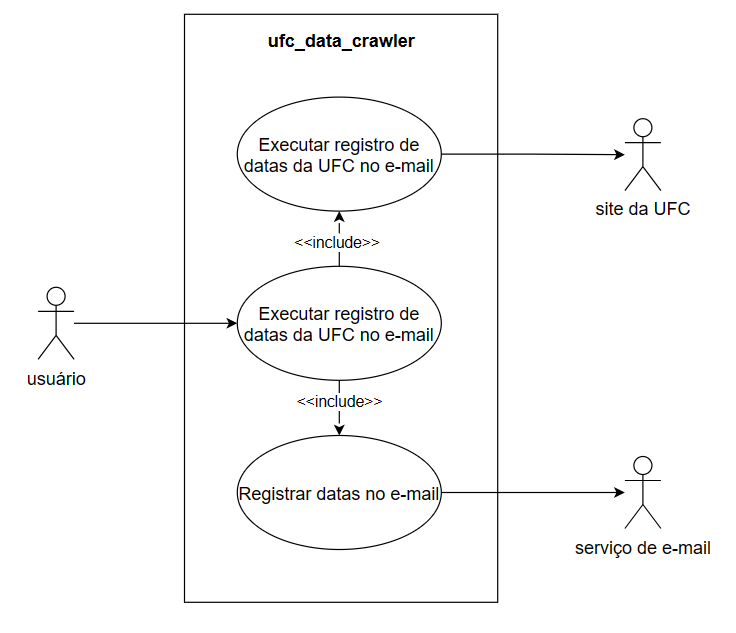 ufc_data_crawler
Executar registro de
datas da UFC no e-mail
site da UFC
<<include>>
Executar registro de
datas da UFC no e-mail
usuário
<<include>>
Registrar datas no e-mail
serviço de e-mail